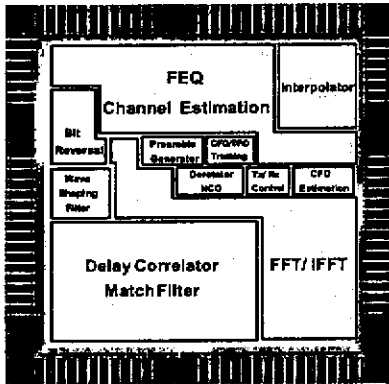 FEQ
Channel Estimation
Interpolator
Bit
Reversal
Preamble
Generator
CFO/PPO
Tracking
Wave
Shaping
Filter
Derotator
NCO
Tx/Rx
Control
CFO
Estimation
Delay Correlator
Match Filter
FFT/IFFT